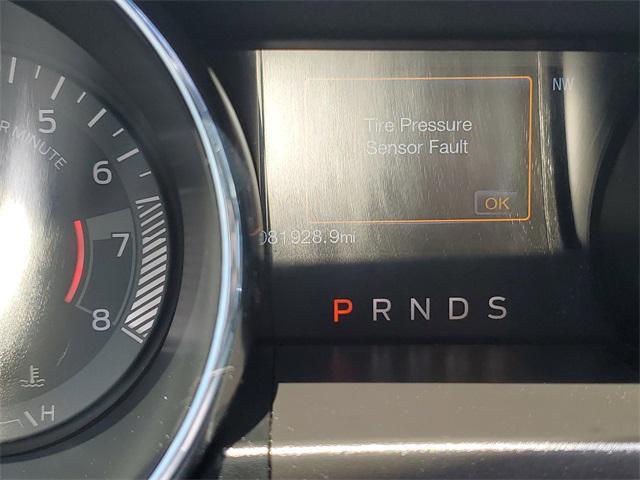 5
R MINUTE
6
7
8
H
NW
Tire Pressure
Sensor Fault
OK
081928.9mi
P R N D S